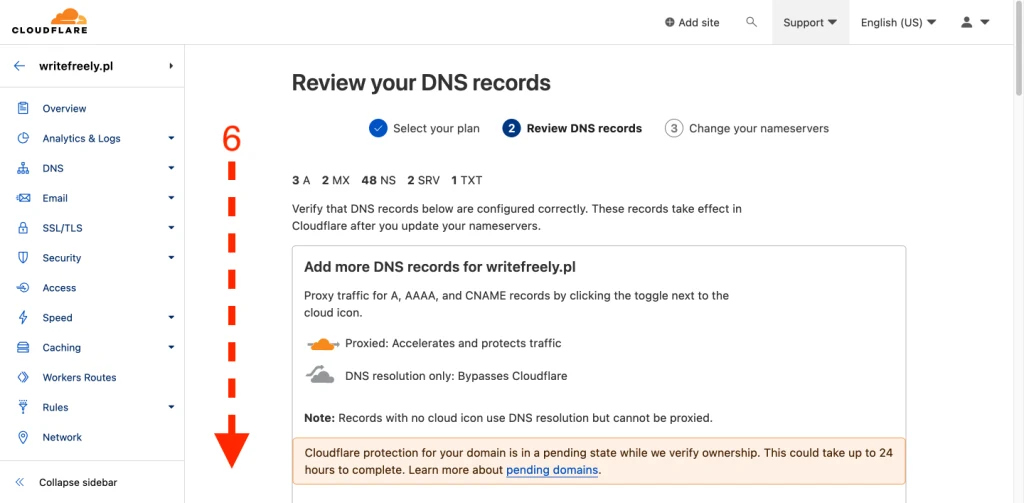 CLOUDFLARE
Add site
Support
English (US)
writefreely.pl
Overview
Analytics & Logs
DNS
Email
SSL/TLS
Security
Access
Speed
Caching
Workers Routes
Rules
Network
Collapse sidebar
6
Review your DNS records
Select your plan
2 Review DNS records
3 Change your nameservers
3 A 2 MX 48 NS 2 SRV 1 TXT
Verify that DNS records below are configured correctly. These records take effect in
Cloudflare after you update your nameservers.
Add more DNS records for writefreely.pl
Proxy traffic for A, AAAA, and CNAME records by clicking the toggle next to the
cloud icon.
Proxied: Accelerates and protects traffic
DNS resolution only: Bypasses Cloudflare
Note: Records with no cloud icon use DNS resolution but cannot be proxied.
Cloudflare protection for your domain is in a pending state while we verify ownership. This could take up to 24
hours to complete. Learn more about pending domains.